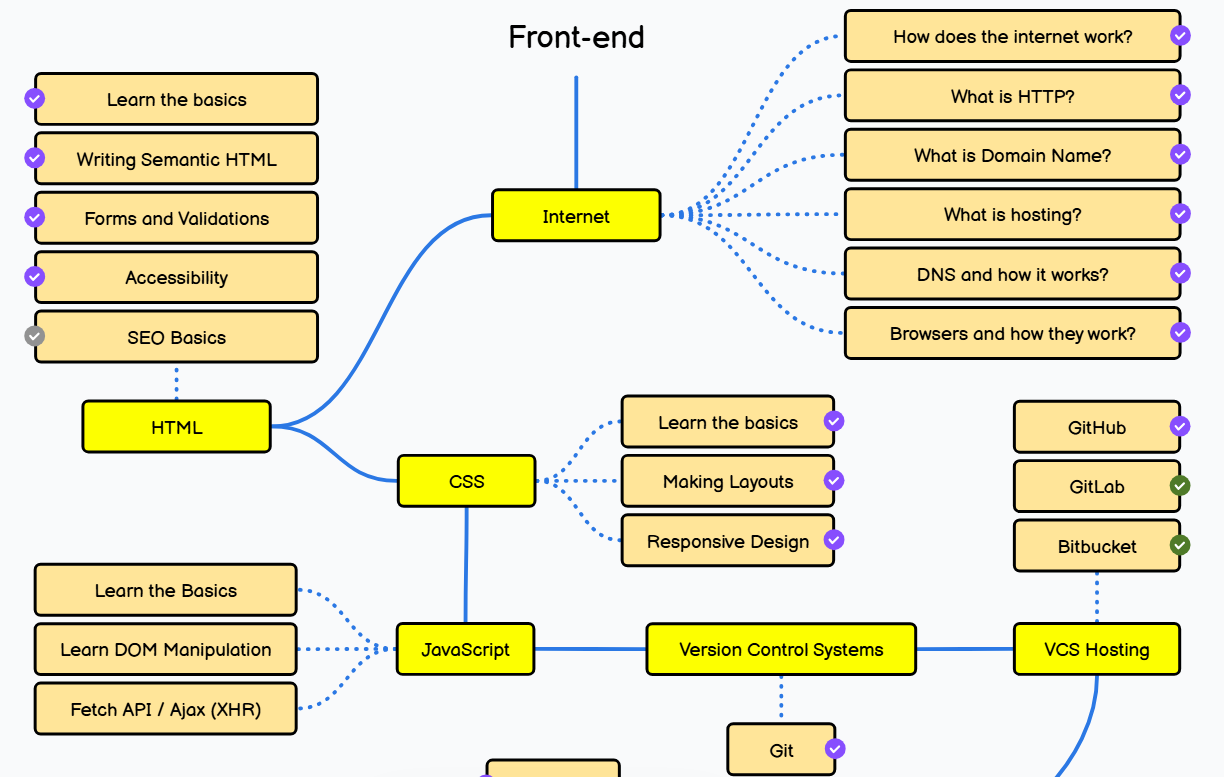 Front-end
How does the internet work?
What is HTTP?
What is Domain Name?
What is hosting?
DNS and how it works?
Browsers and how they work?
Internet
Learn the basics
Writing Semantic HTML
Forms and Validations
Accessibility
SEO Basics
HTML
CSS
Learn the basics
Making Layouts
Responsive Design
GitHub
GitLab
Bitbucket
Learn the Basics
Learn DOM Manipulation
Fetch API / Ajax (XHR)
JavaScript
Version Control Systems
VCS Hosting
Git